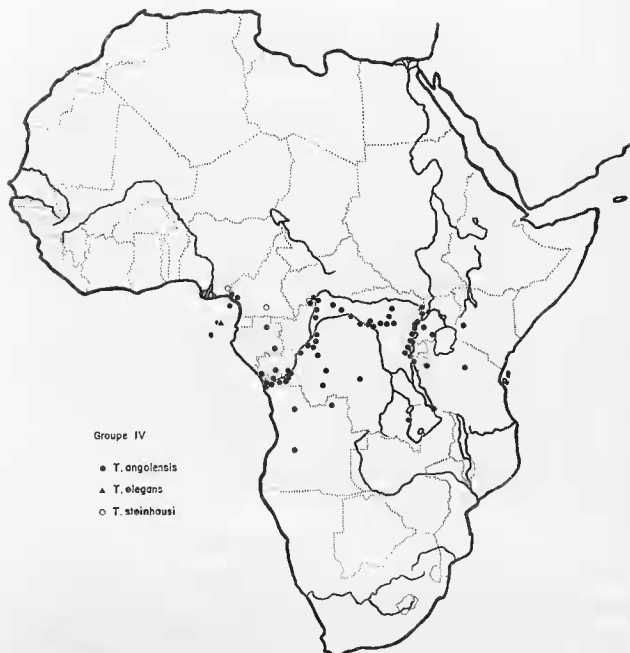 Groupe IV
● T. angolensis
▲ T. elegans
○ T. steinhausi